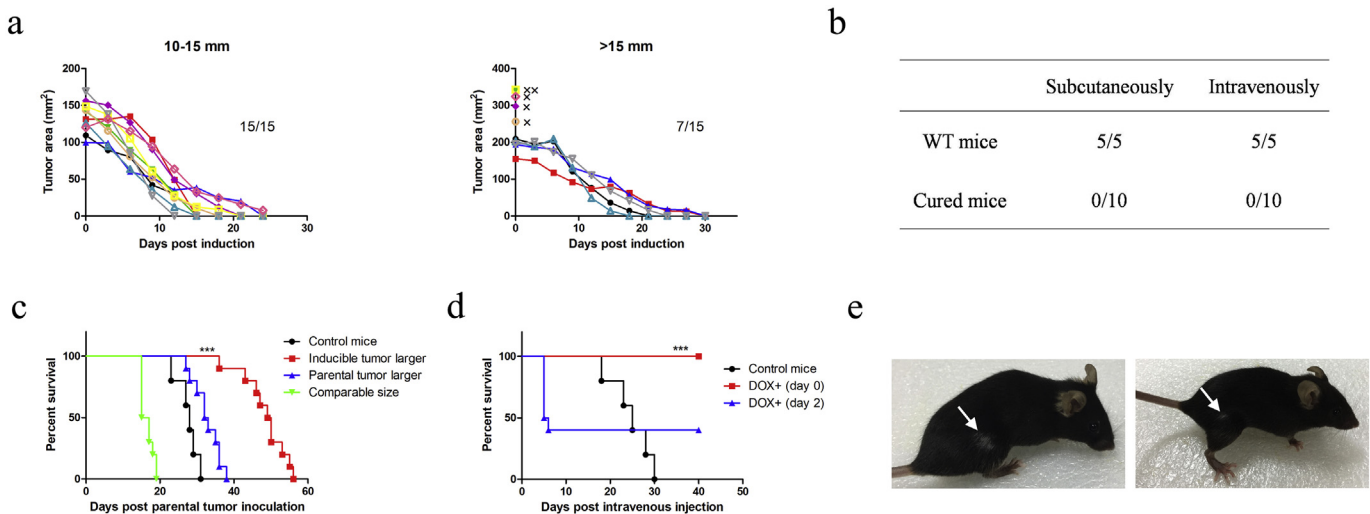 a
10-15 mm
Tumor area (mm²)
200
150
100
50
0
15/15
0
10
20
30
Days post induction
>15 mm
Tumor area (mm²)
400
300
200
100
0
7/15
0
10
20
30
Days post induction
b
Subcutaneously Intravenously
WT mice 5/5 5/5
Cured mice 0/10 0/10
c
Percent survival
100
50
0
***
0
20
40
60
Days post parental tumor inoculation
Control mice
Inducible tumor larger
Parental tumor larger
Comparable size
d
Percent survival
100
50
0
***
0
10
20
30
40
50
Days post intravenous injection
Control mice
DOX+ (day 0)
DOX+ (day 2)
e